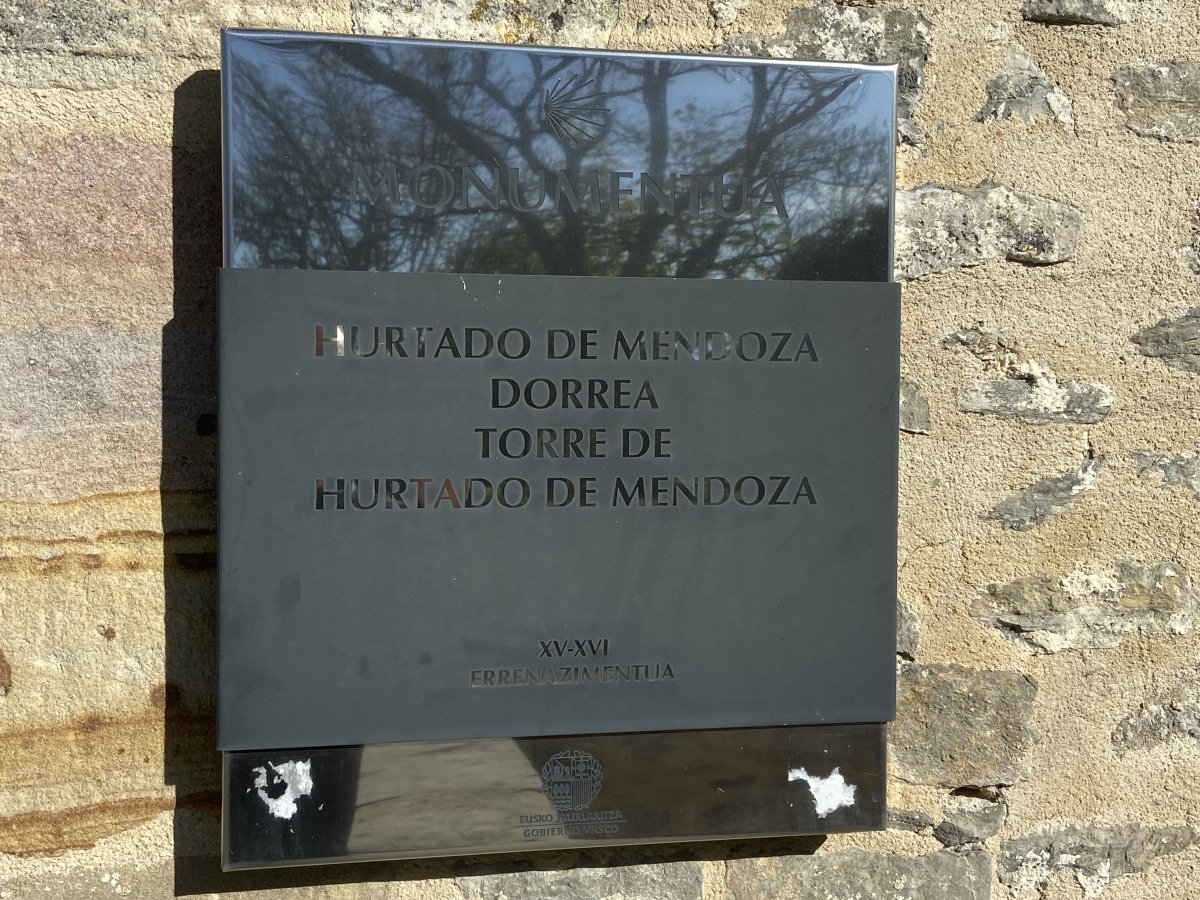 MONUMENTUA
HURTADO DE MENDOZA
DORREA
TORRE DE
HURTADO DE MENDOZA
XV-XVI
ERRENAZIMENTUA
EUSKO JAURLARITZA
GOBIERNO VASCO